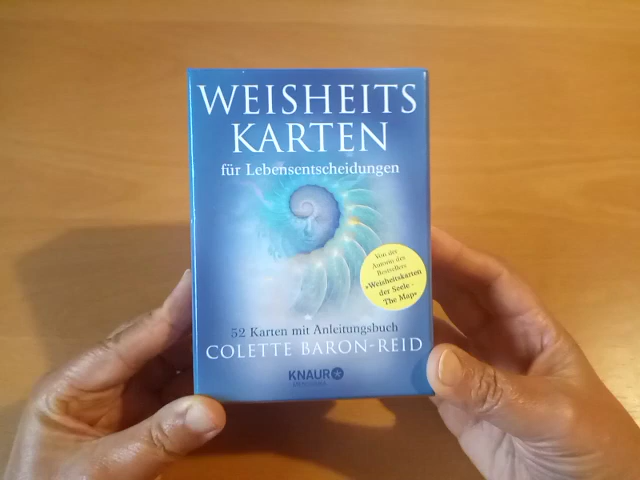 WEISHEITS
KARTEN
für Lebensentscheidungen
Von der
Autorin des
Bestsellers
»Weisheitskarten
der Seele -
The Map«
52 Karten mit Anleitungsbuch
COLETTE BARON-REID
KNAUR